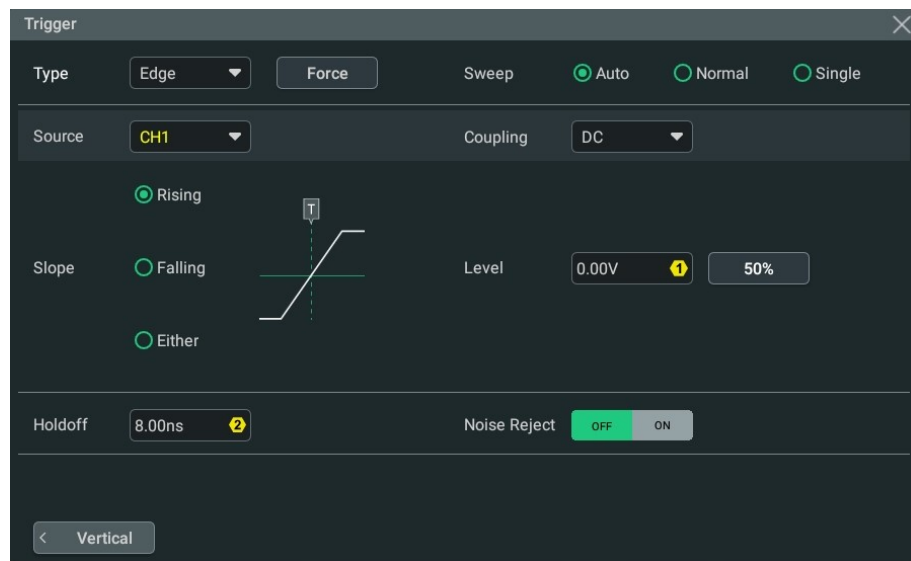 Trigger
Type Edge Force Sweep Auto Normal Single
Source CH1 Coupling DC
Rising
T
Slope Falling Level 0.00V 1 50%
Either
Holdoff 8.00ns 2 Noise Reject OFF ON
< Vertical